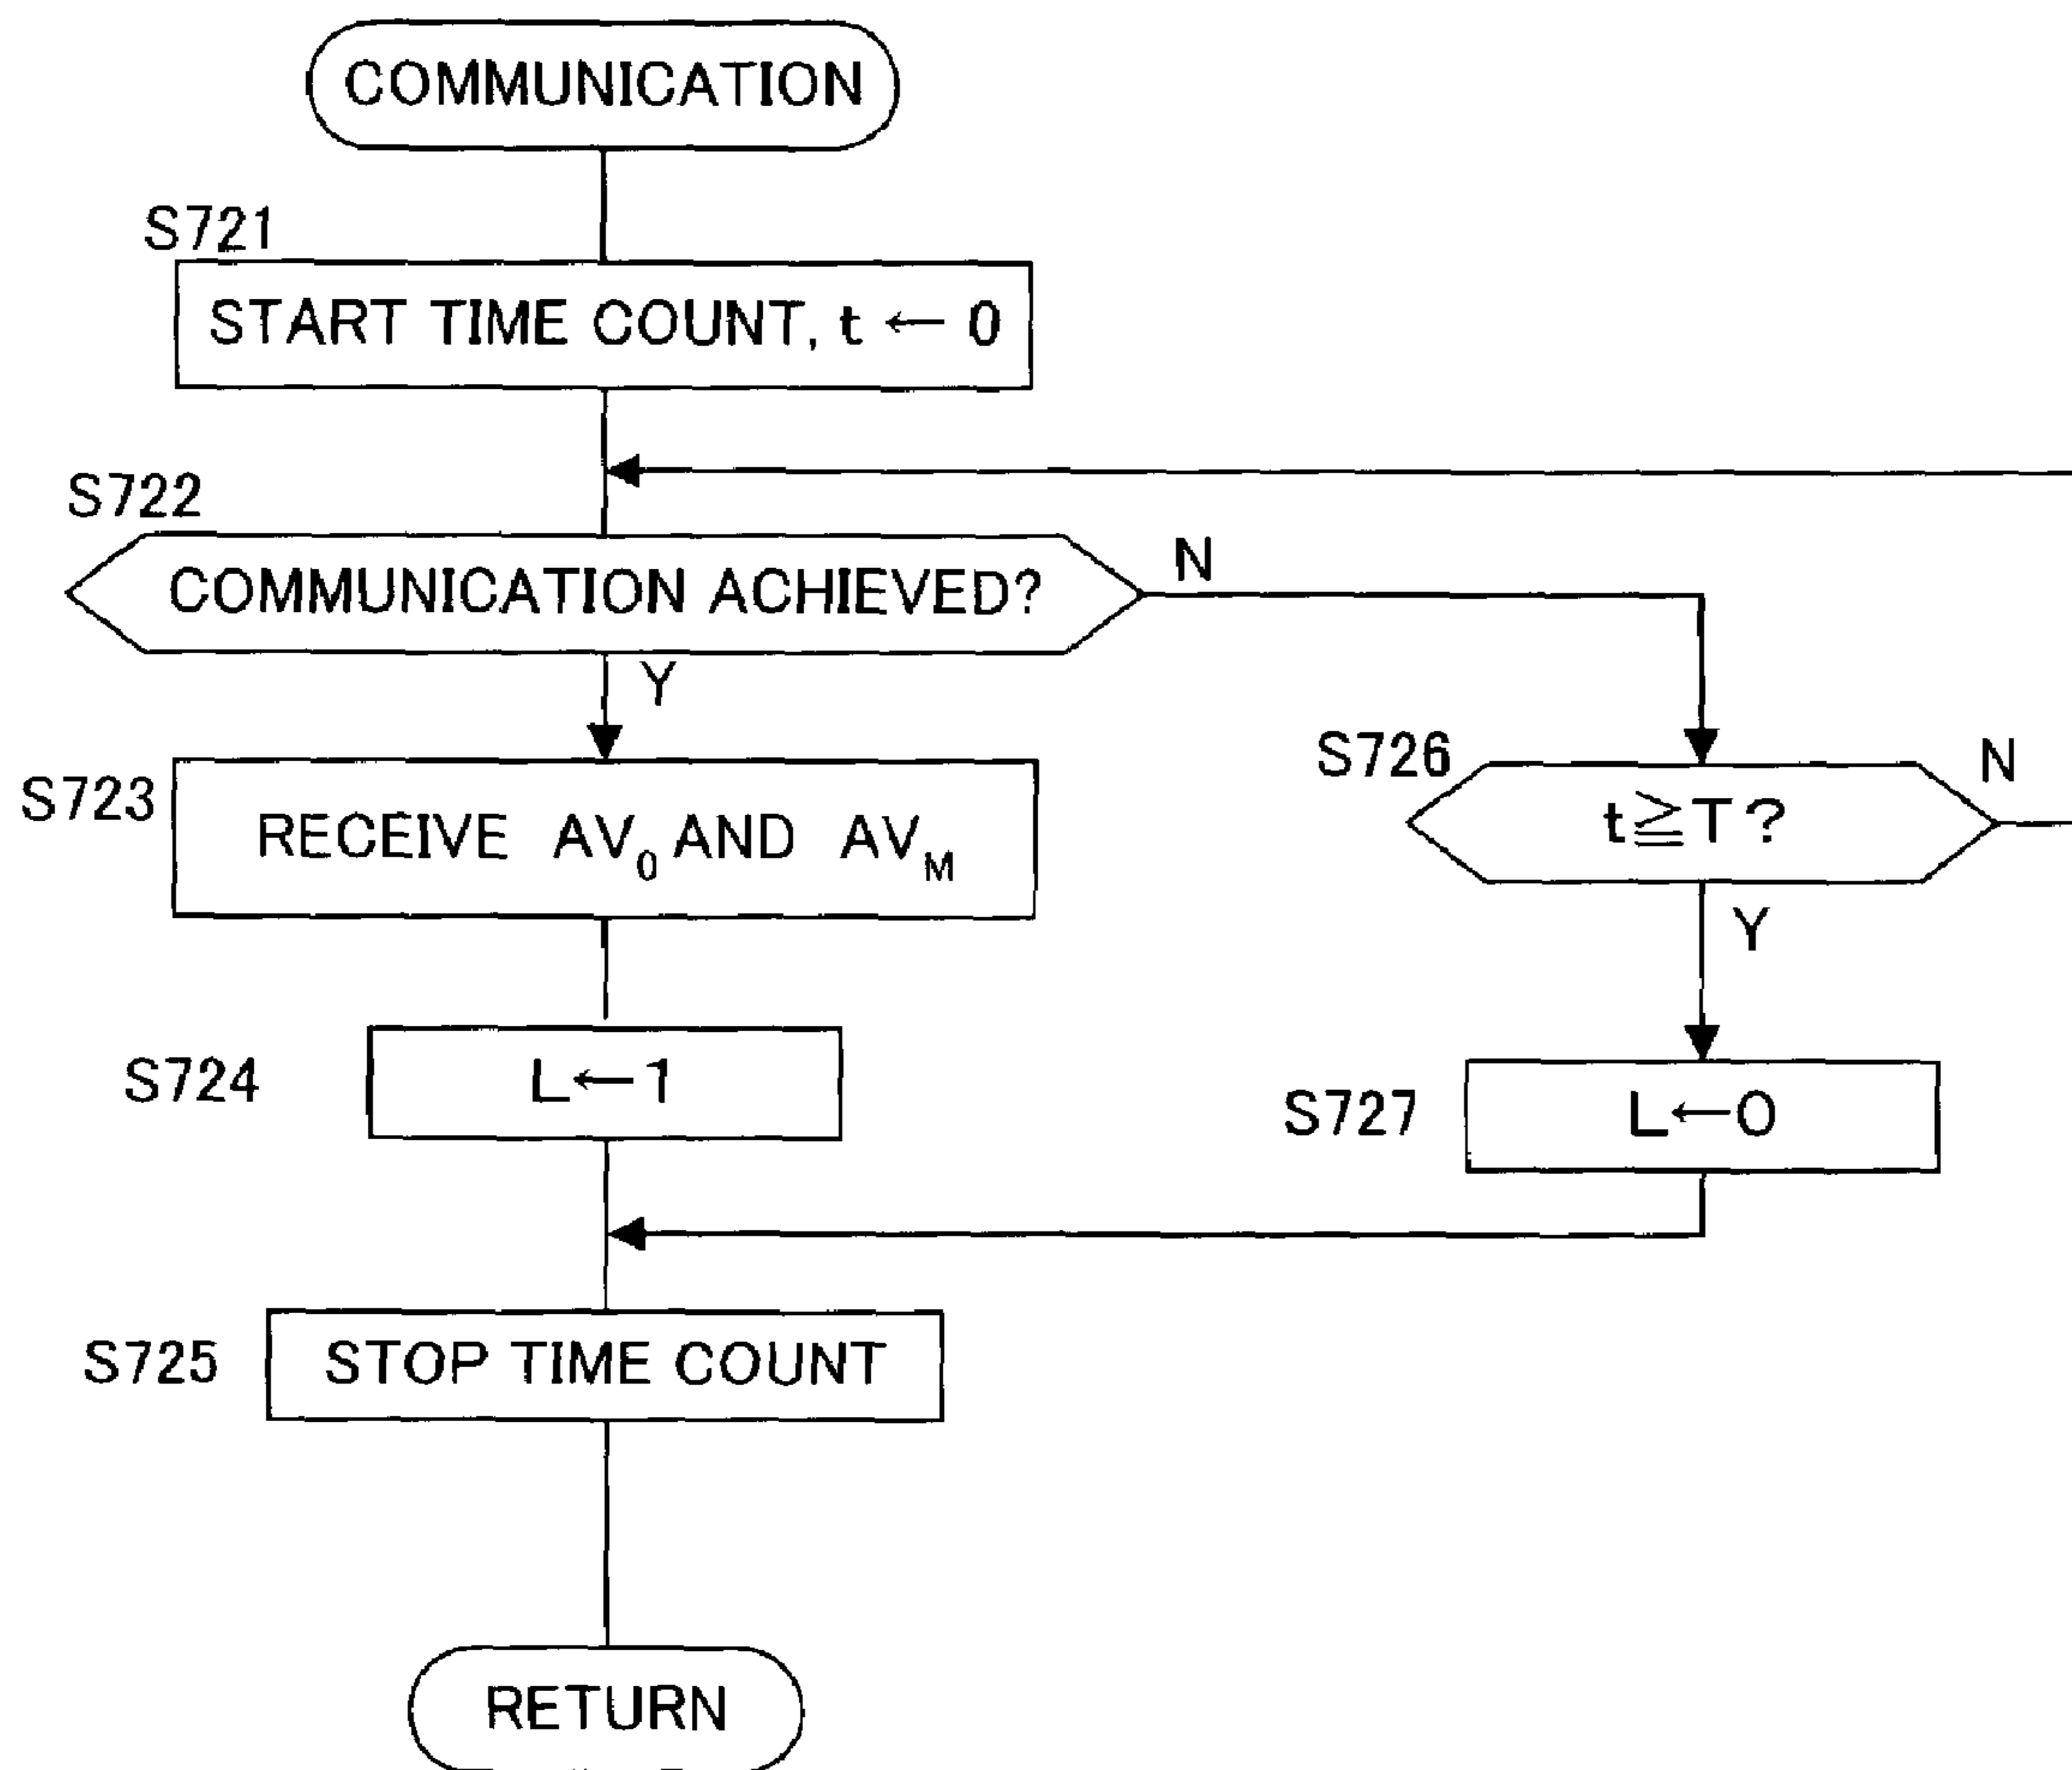 COMMUNICATION
S721
START TIME COUNT, t ← 0
S722
COMMUNICATION ACHIEVED?
N
Y
S723
RECEIVE AV₀ AND AV_M
S726
t≧T?
N
Y
S724
L←1
S727
L←0
S725
STOP TIME COUNT
RETURN